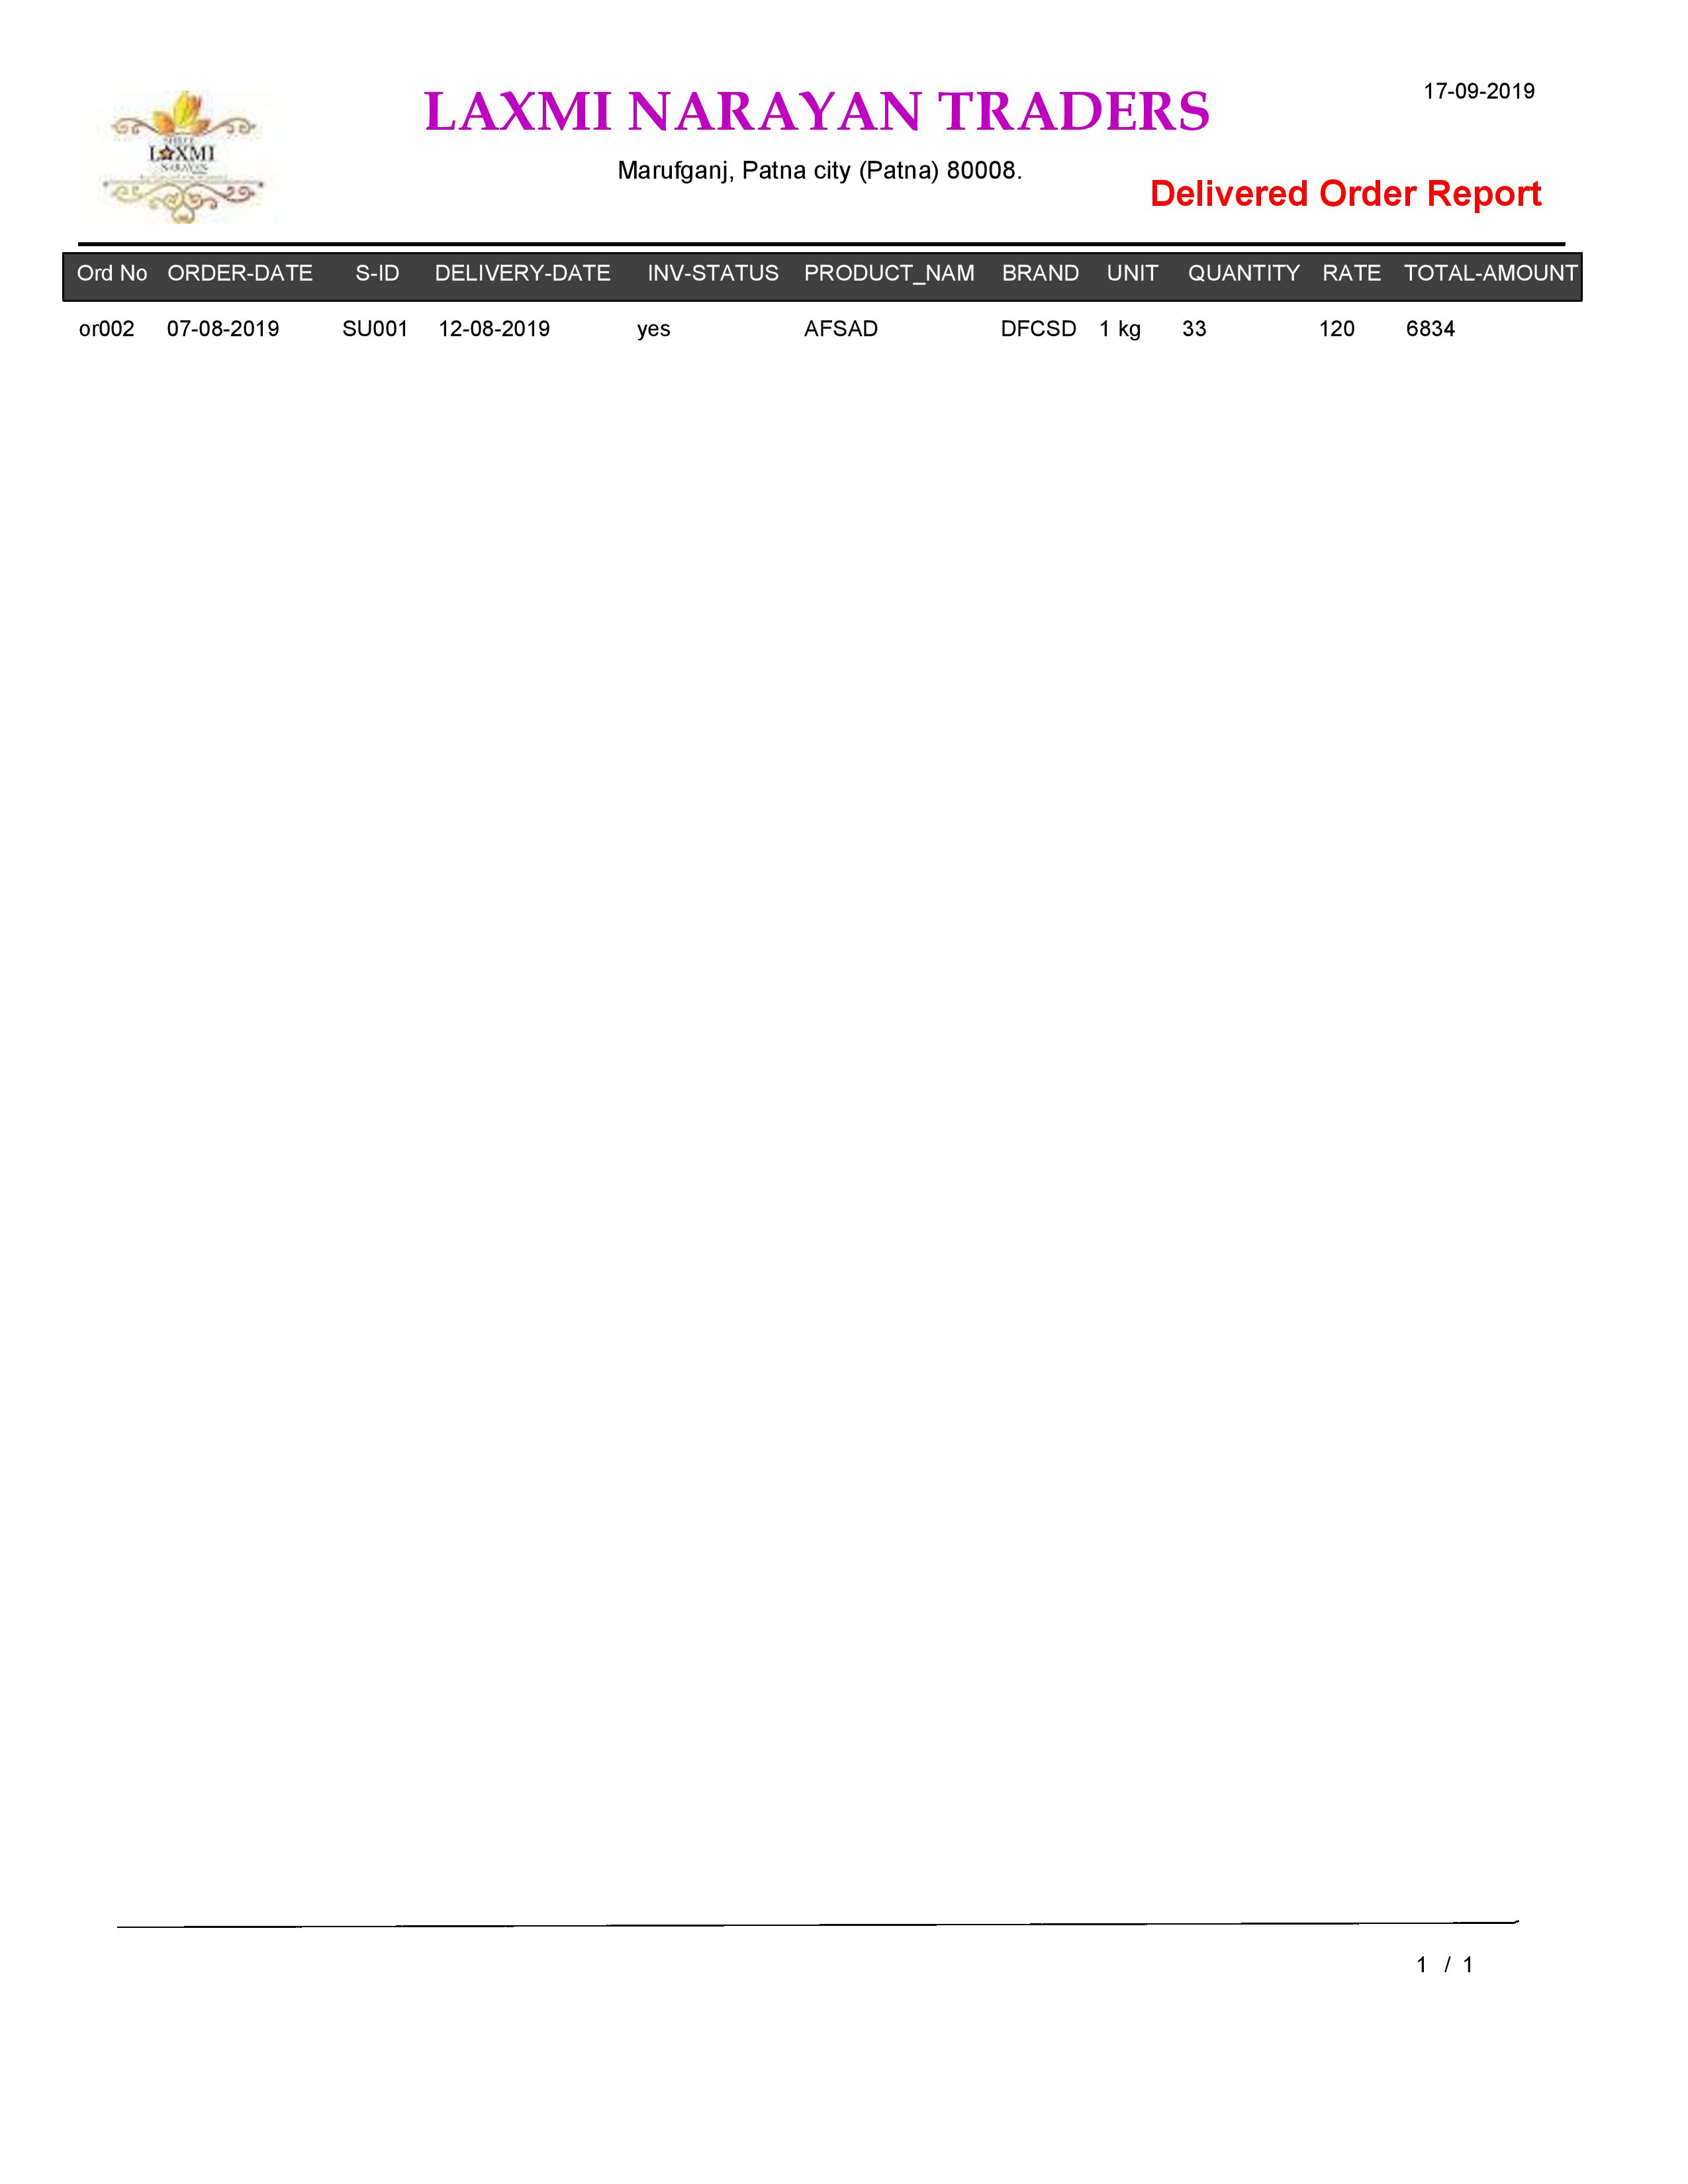 17-09-2019
LAXMI NARAYAN TRADERS
LAXMI
NARAYAN
Marufganj, Patna city (Patna) 80008.
Delivered Order Report
Ord No ORDER-DATE S-ID DELIVERY-DATE INV-STATUS PRODUCT_NAM BRAND UNIT QUANTITY RATE TOTAL-AMOUNT
or002 07-08-2019 SU001 12-08-2019 yes AFSAD DFCSD 1 kg 33 120 6834
1 / 1